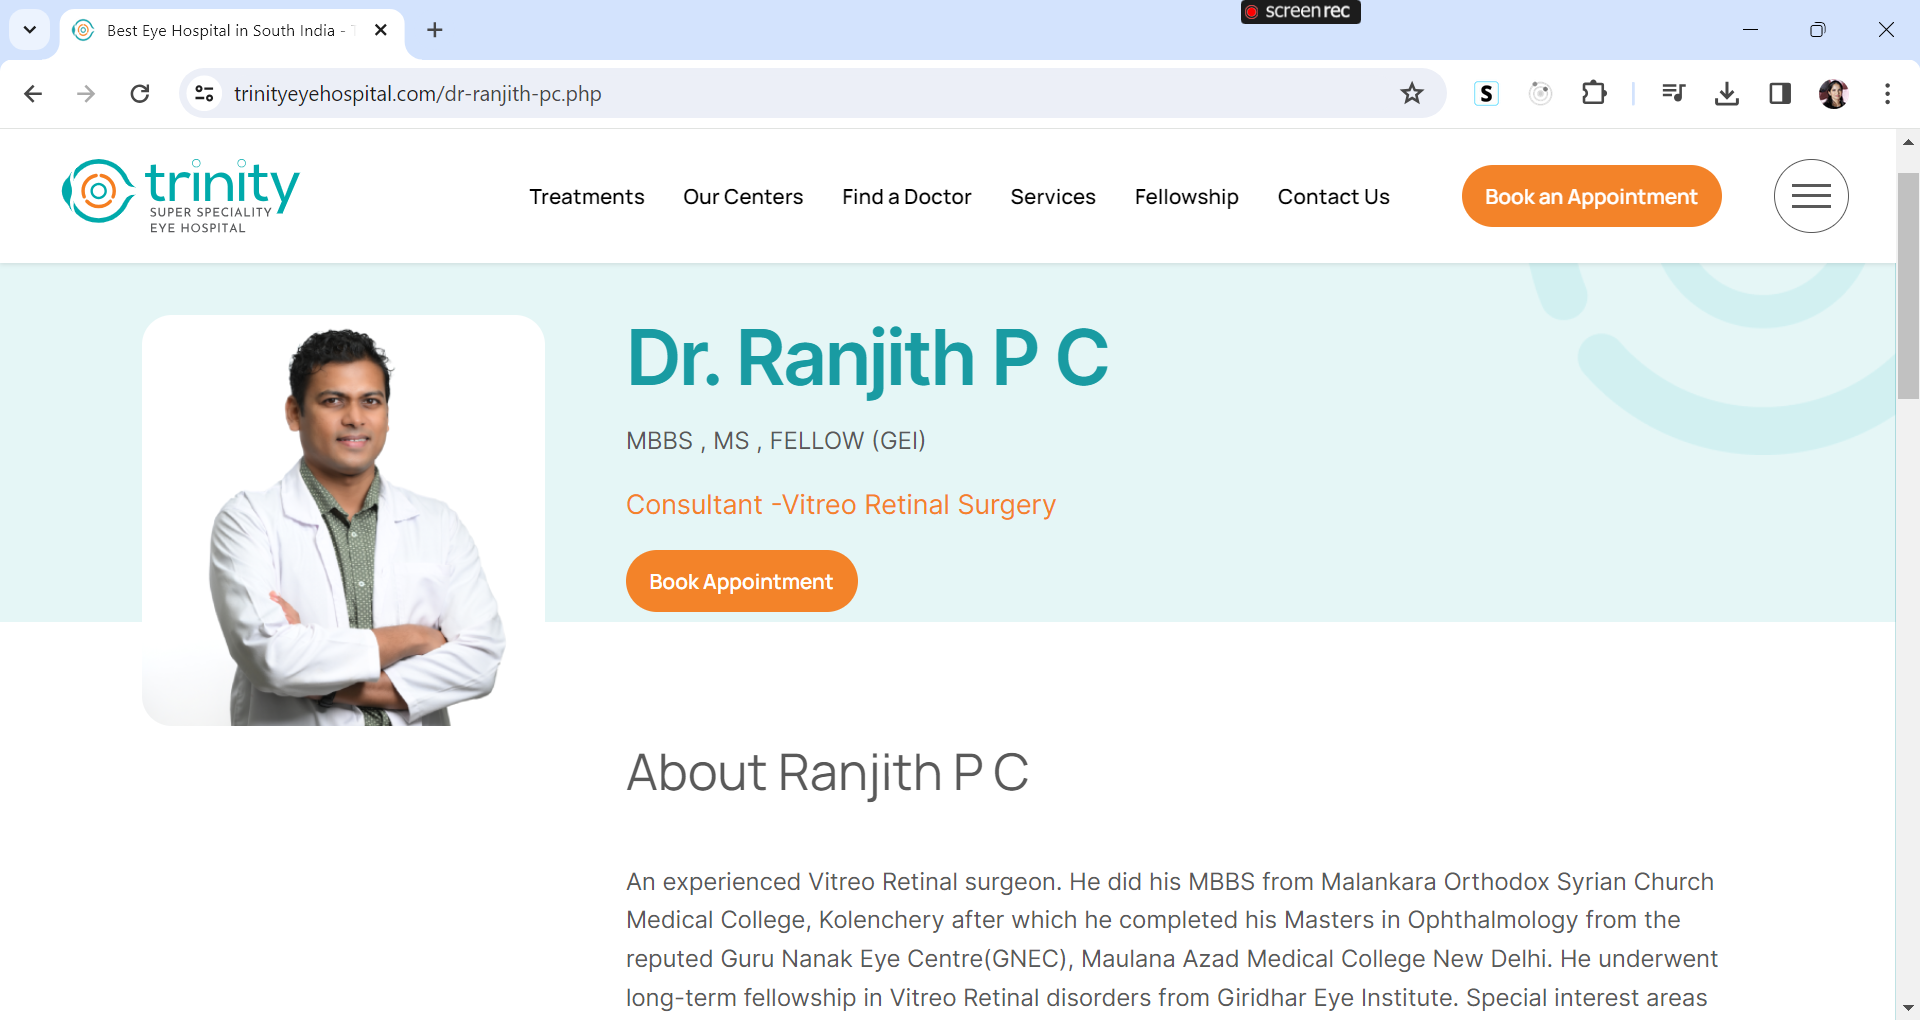 screenrec
Best Eye Hospital in South India -
trinityeyehospital.com/dr-ranjith-pc.php
S
trinity
SUPER SPECIALITY
EYE HOSPITAL
Treatments
Our Centers
Find a Doctor
Services
Fellowship
Contact Us
Book an Appointment
Dr. Ranjith P C
MBBS , MS , FELLOW (GEI)
Consultant -Vitreo Retinal Surgery
Book Appointment
About Ranjith P C
An experienced Vitreo Retinal surgeon. He did his MBBS from Malankara Orthodox Syrian Church
Medical College, Kolenchery after which he completed his Masters in Ophthalmology from the
reputed Guru Nanak Eye Centre(GNEC), Maulana Azad Medical College New Delhi. He underwent
long-term fellowship in Vitreo Retinal disorders from Giridhar Eye Institute. Special interest areas